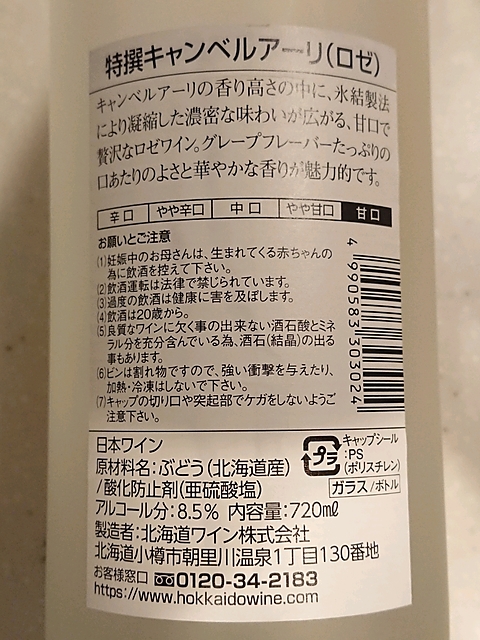 特撰キャンベルアーリ(ロゼ)
キャンベルアーリの香り高さの中に、氷結製法
により凝縮した濃密な味わいが広がる、甘口で
贅沢なロゼワイン。グレープフレーバーたっぷりの
口あたりのよさと華やかな香りが魅力的です。
辛口 やや辛口 中口 やや甘口 甘口
お願いとご注意
(1)妊娠中のお母さんは、生まれてくる赤ちゃんの
為に飲酒を控えて下さい。
(2)飲酒運転は法律で禁じられています。
(3)過度の飲酒は健康に害を及ぼします。
(4)飲酒は20歳から。
(5)良質なワインに欠く事の出来ない酒石酸とミネ
ラル分を充分含んでいる為、酒石(結晶)の出る
事もあります。
(6)ビンは割れ物ですので、強い衝撃を与えたり、
加熱・冷凍はしないで下さい。
(7)キャップの切り口や突起部でケガをしないようご
注意下さい。
4 990583 303024
日本ワイン
原材料名:ぶどう(北海道産)
/酸化防止剤(亜硫酸塩)
アルコール分:8.5% 内容量:720mℓ
製造者:北海道ワイン株式会社
北海道小樽市朝里川温泉1丁目130番地
お客様窓口 0120-34-2183
https://www.hokkaidowine.com
プラ
キャップシール
:PS
(ポリスチレン)
ガラス/ボトル